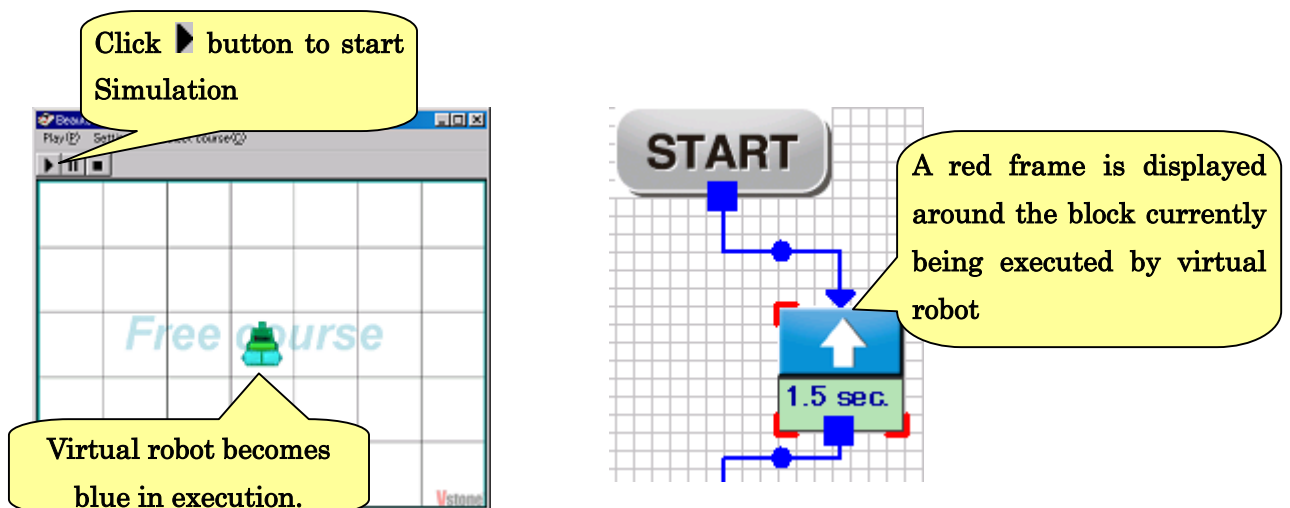 Click button to start
Simulation
Play(P)
Free course
Virtual robot becomes
blue in execution.
Vstone
START
1.5 sec.
A red frame is displayed
around the block currently
being executed by virtual
robot